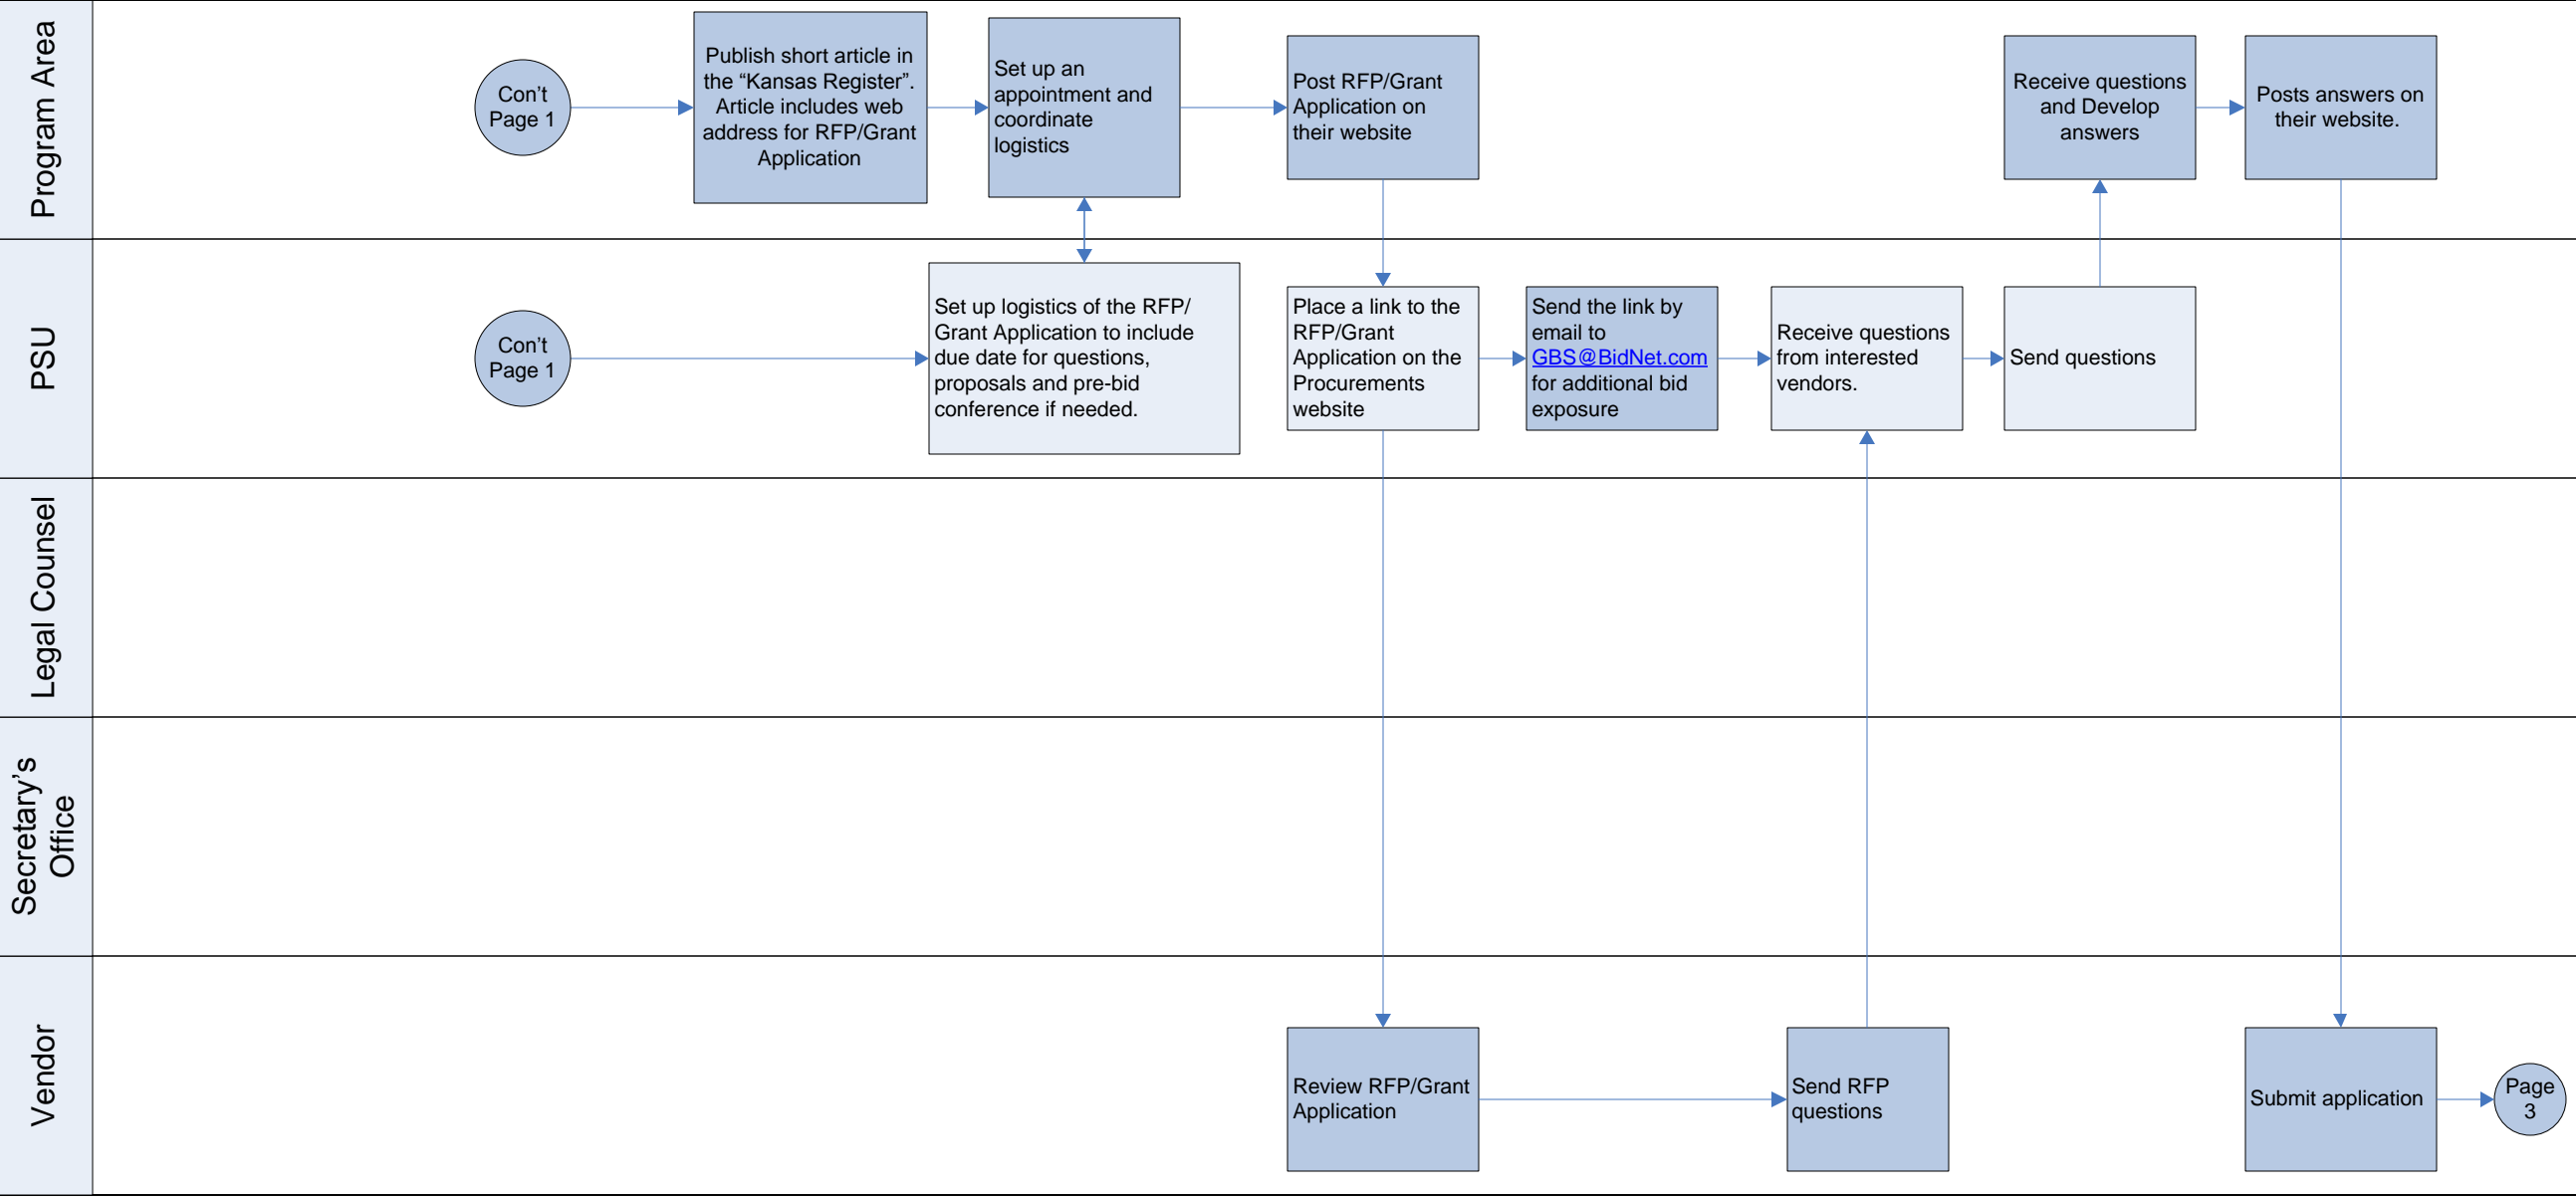 Program Area
Con't
Page 1
Publish short article in
the “Kansas Register”.
Article includes web
address for RFP/Grant
Application
Set up an
appointment and
coordinate
logistics
Post RFP/Grant
Application on
their website
Receive questions
and Develop
answers
Posts answers on
their website.
PSU
Con't
Page 1
Set up logistics of the RFP/
Grant Application to include
due date for questions,
proposals and pre-bid
conference if needed.
Place a link to the
RFP/Grant
Application on the
Procurements
website
Send the link by
email to
GBS@BidNet.com
for additional bid
exposure
Receive questions
from interested
vendors.
Send questions
Legal Counsel
Secretary’s
Office
Vendor
Review RFP/Grant
Application
Send RFP
questions
Submit application
Page
3